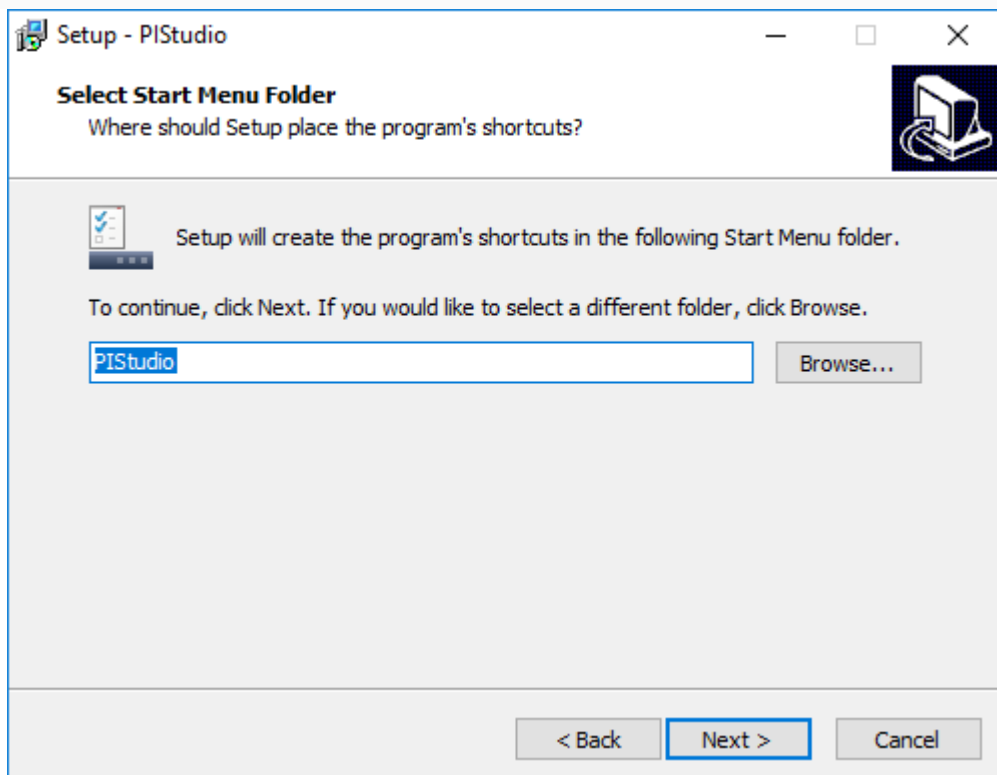 Setup - PIStudio
Select Start Menu Folder
Where should Setup place the program's shortcuts?
Setup will create the program's shortcuts in the following Start Menu folder.
To continue, click Next. If you would like to select a different folder, click Browse.
PIStudio
Browse...
< Back
Next >
Cancel